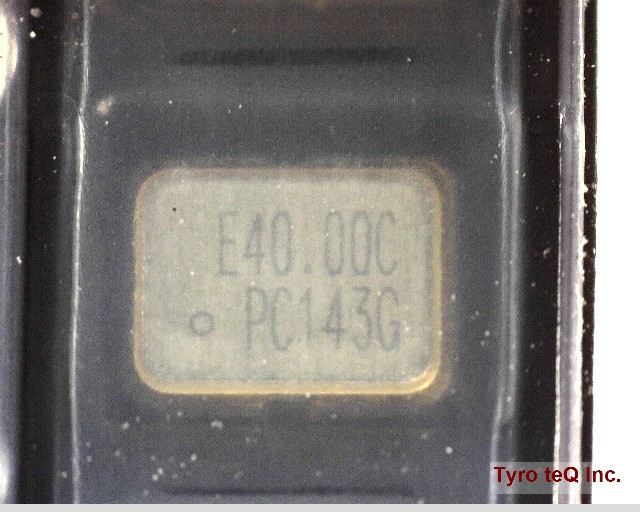 E40.00C
PC143G
Tyro teQ Inc.